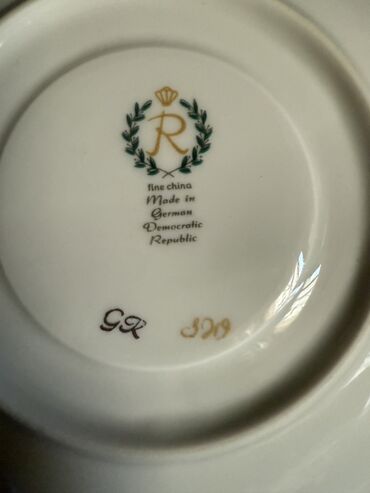 R
fine china
Made in
German
Democratic
Republic
GR